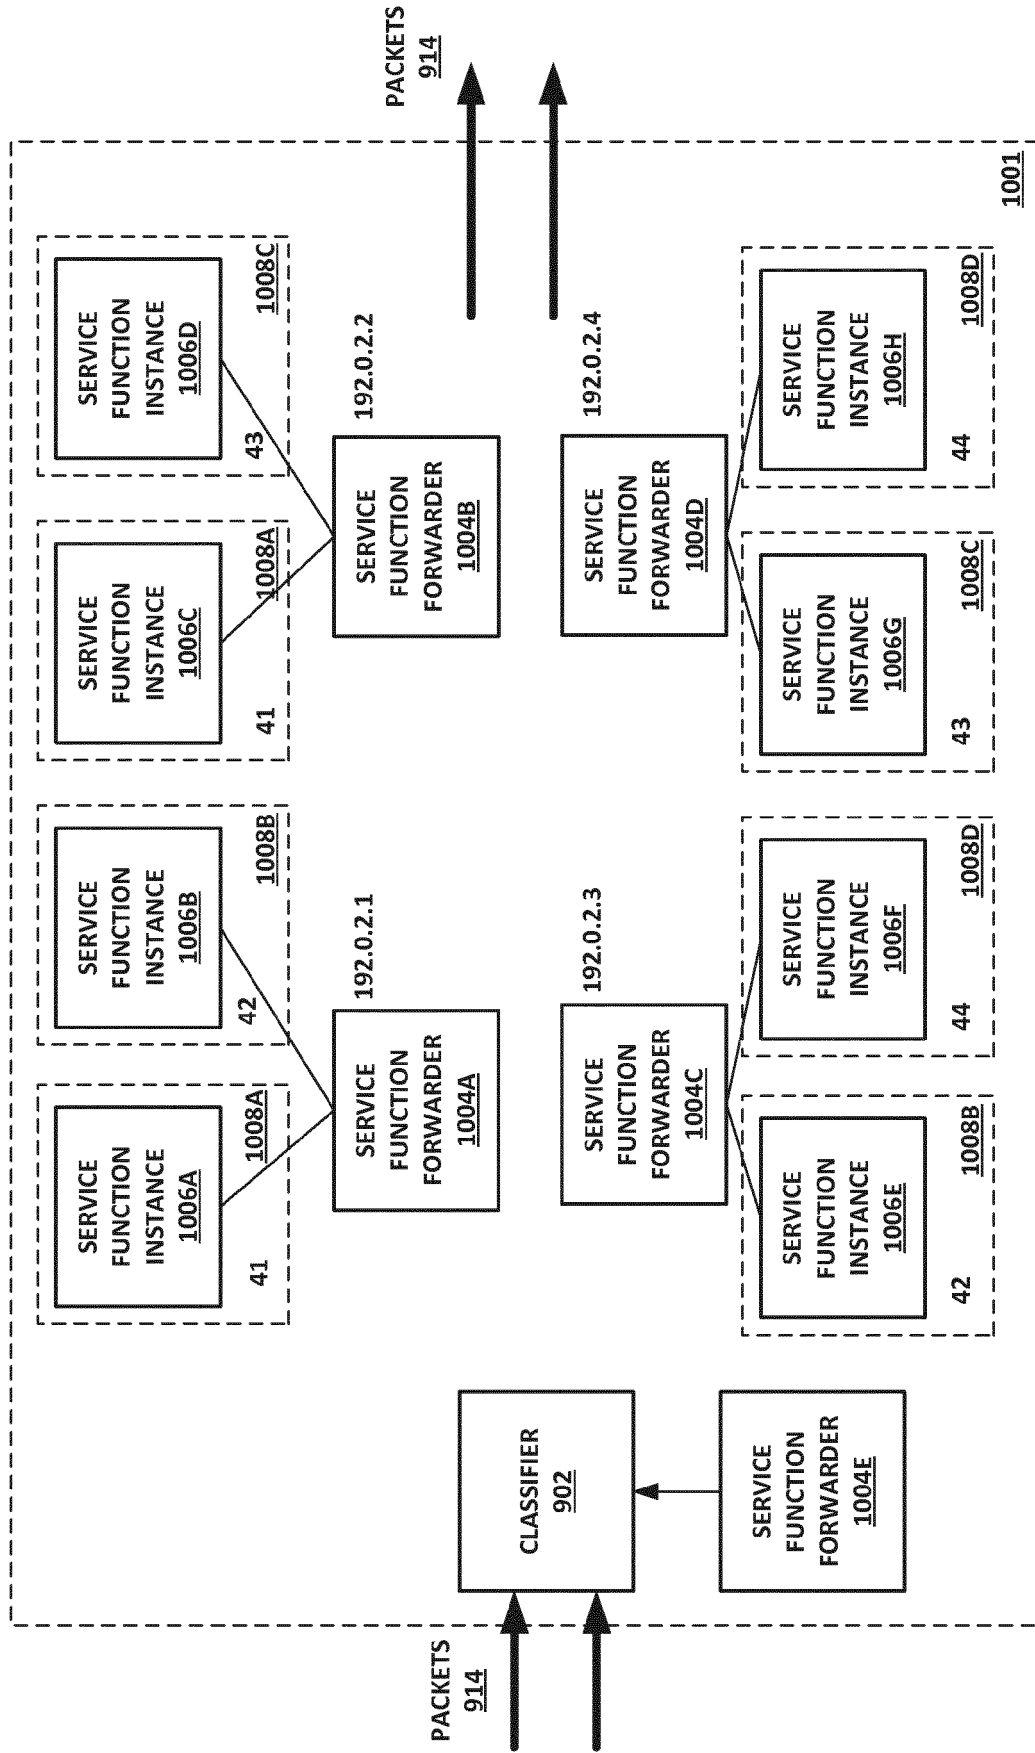 PACKETS
914
CLASSIFIER
902
SERVICE
FUNCTION
FORWARDER
1004E
SERVICE
FUNCTION
INSTANCE
1006A
1008A
41
SERVICE
FUNCTION
INSTANCE
1006B
1008B
42
SERVICE
FUNCTION
FORWARDER
1004A
192.0.2.1
SERVICE
FUNCTION
INSTANCE
1006C
1008A
41
SERVICE
FUNCTION
INSTANCE
1006D
1008C
43
SERVICE
FUNCTION
FORWARDER
1004B
192.0.2.2
SERVICE
FUNCTION
FORWARDER
1004C
192.0.2.3
SERVICE
FUNCTION
INSTANCE
1006E
1008B
42
SERVICE
FUNCTION
INSTANCE
1006F
1008D
44
SERVICE
FUNCTION
FORWARDER
1004D
192.0.2.4
SERVICE
FUNCTION
INSTANCE
1006G
1008C
43
SERVICE
FUNCTION
INSTANCE
1006H
1008D
44
PACKETS
914
1001